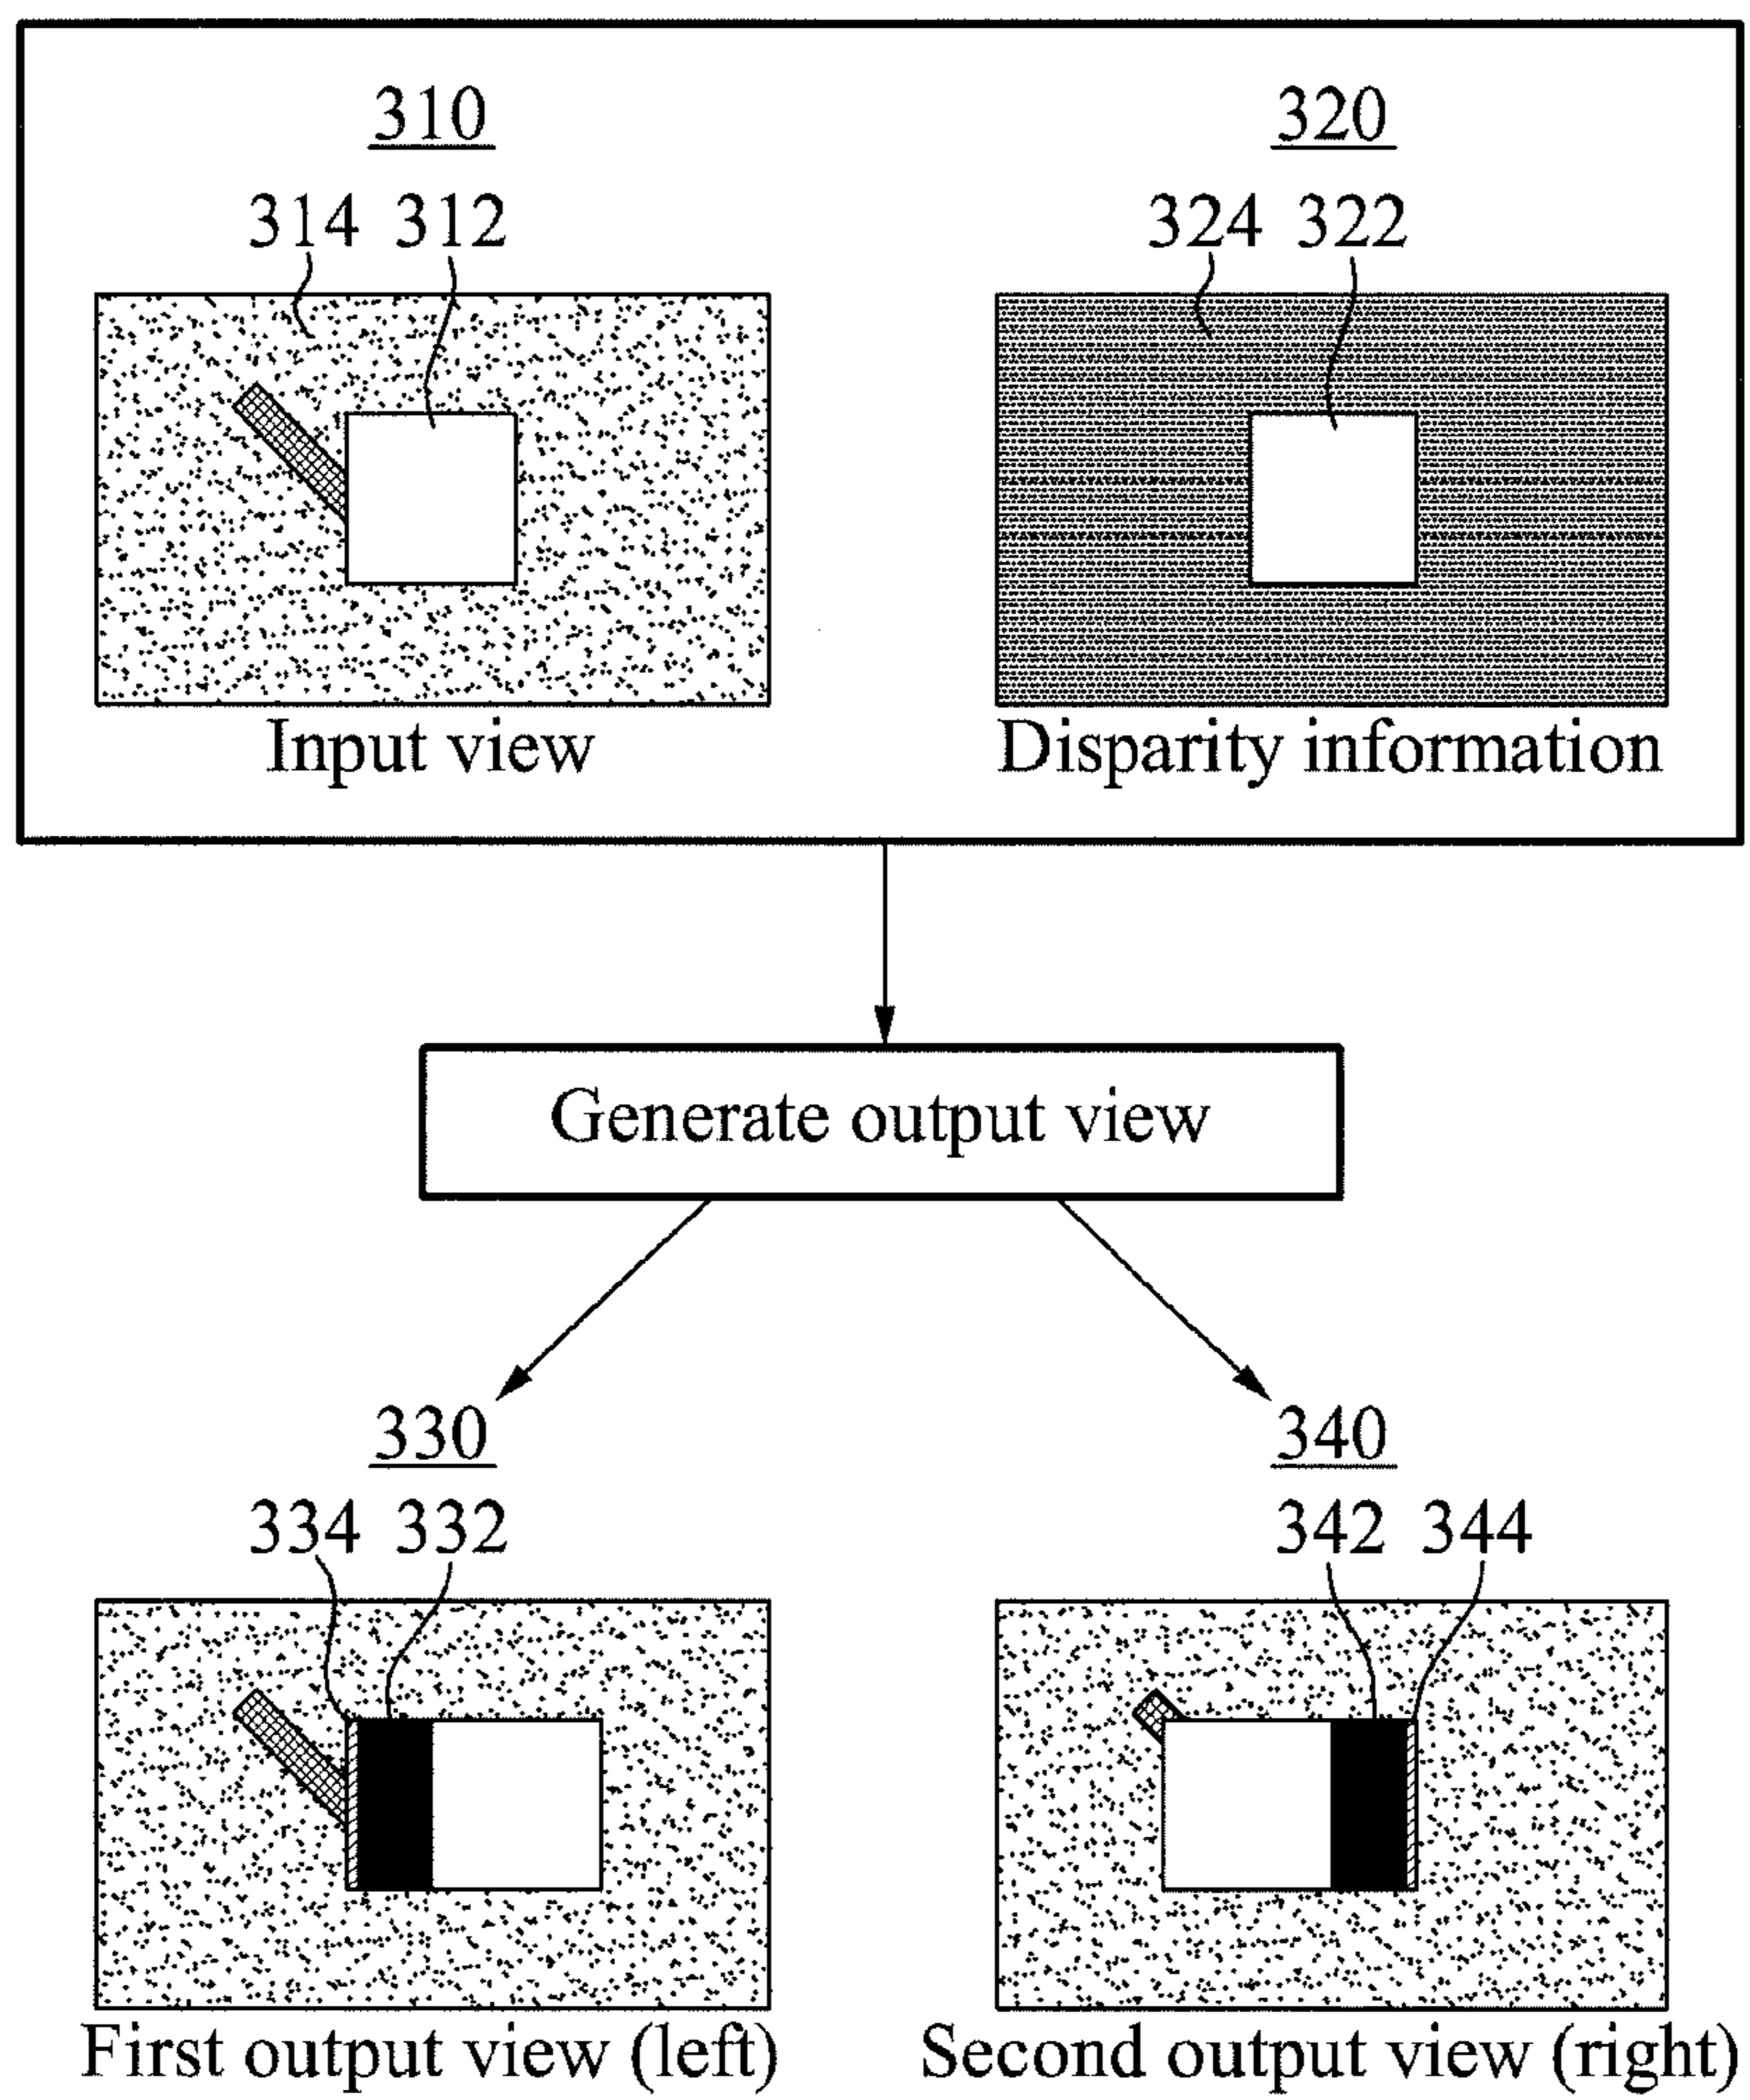 310 320
314 312 324 322
Input view Disparity information
Generate output view
330 340
334 332 342 344
First output view (left) Second output view (right)